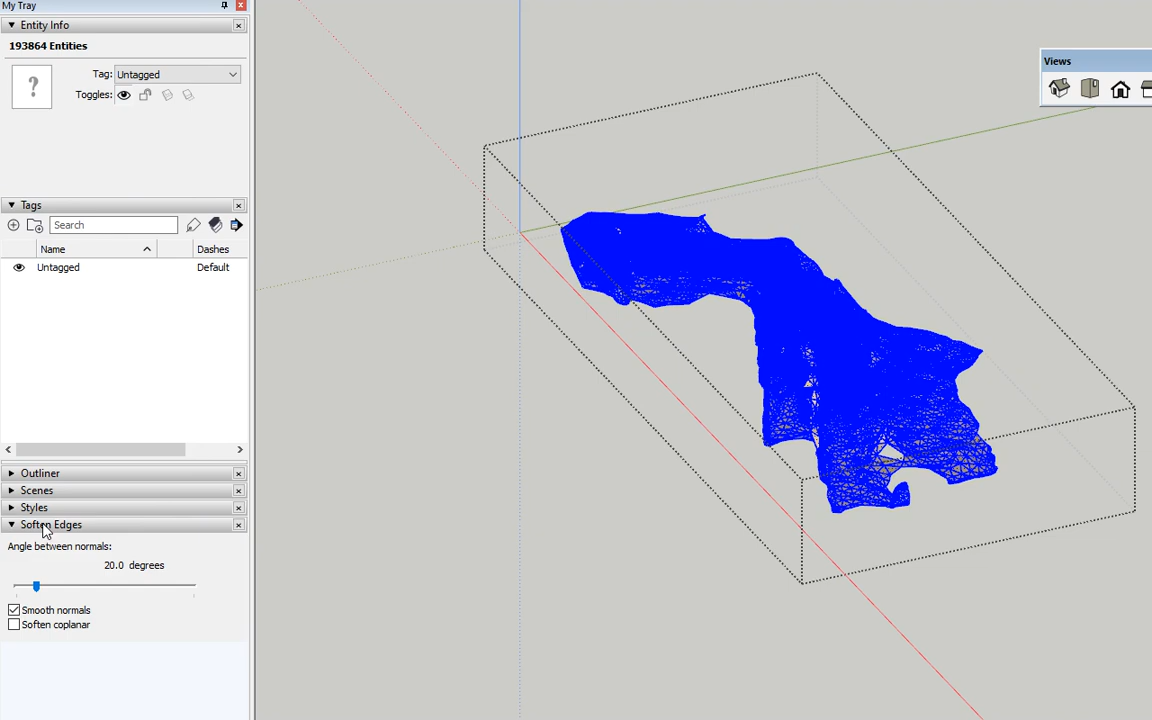 My Tray
Entity Info
193864 Entities
Tag: Untagged
Toggles:
Tags
Search
Name Dashes
Untagged Default
Outliner
Scenes
Styles
Soften Edges
Angle between normals:
20.0 degrees
Smooth normals
Soften coplanar
Views